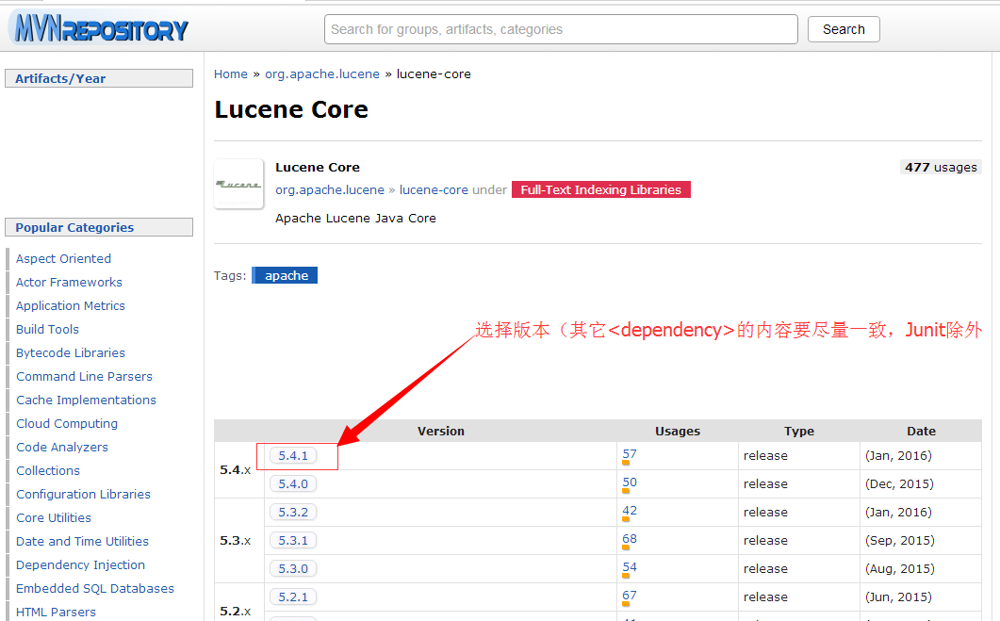 MVNREPOSITORY
Search for groups, artifacts, categories
Search
Artifacts/Year
Popular Categories
Aspect Oriented
Actor Frameworks
Application Metrics
Build Tools
Bytecode Libraries
Command Line Parsers
Cache Implementations
Cloud Computing
Code Analyzers
Collections
Configuration Libraries
Core Utilities
Date and Time Utilities
Dependency Injection
Embedded SQL Databases
HTML Parsers
Home » org.apache.lucene » lucene-core
Lucene Core
Lucene
Lucene Core
477 usages
org.apache.lucene » lucene-core under Full-Text Indexing Libraries
Apache Lucene Java Core
Tags: apache
选择版本（其它<dependency>的内容要尽量一致，Junit除外
Version Usages Type Date
5.4.x
5.4.1 57 release (Jan, 2016)
5.4.0 50 release (Dec, 2015)
5.3.x
5.3.2 42 release (Jan, 2016)
5.3.1 68 release (Sep, 2015)
5.3.0 54 release (Aug, 2015)
5.2.x
5.2.1 67 release (Jun, 2015)